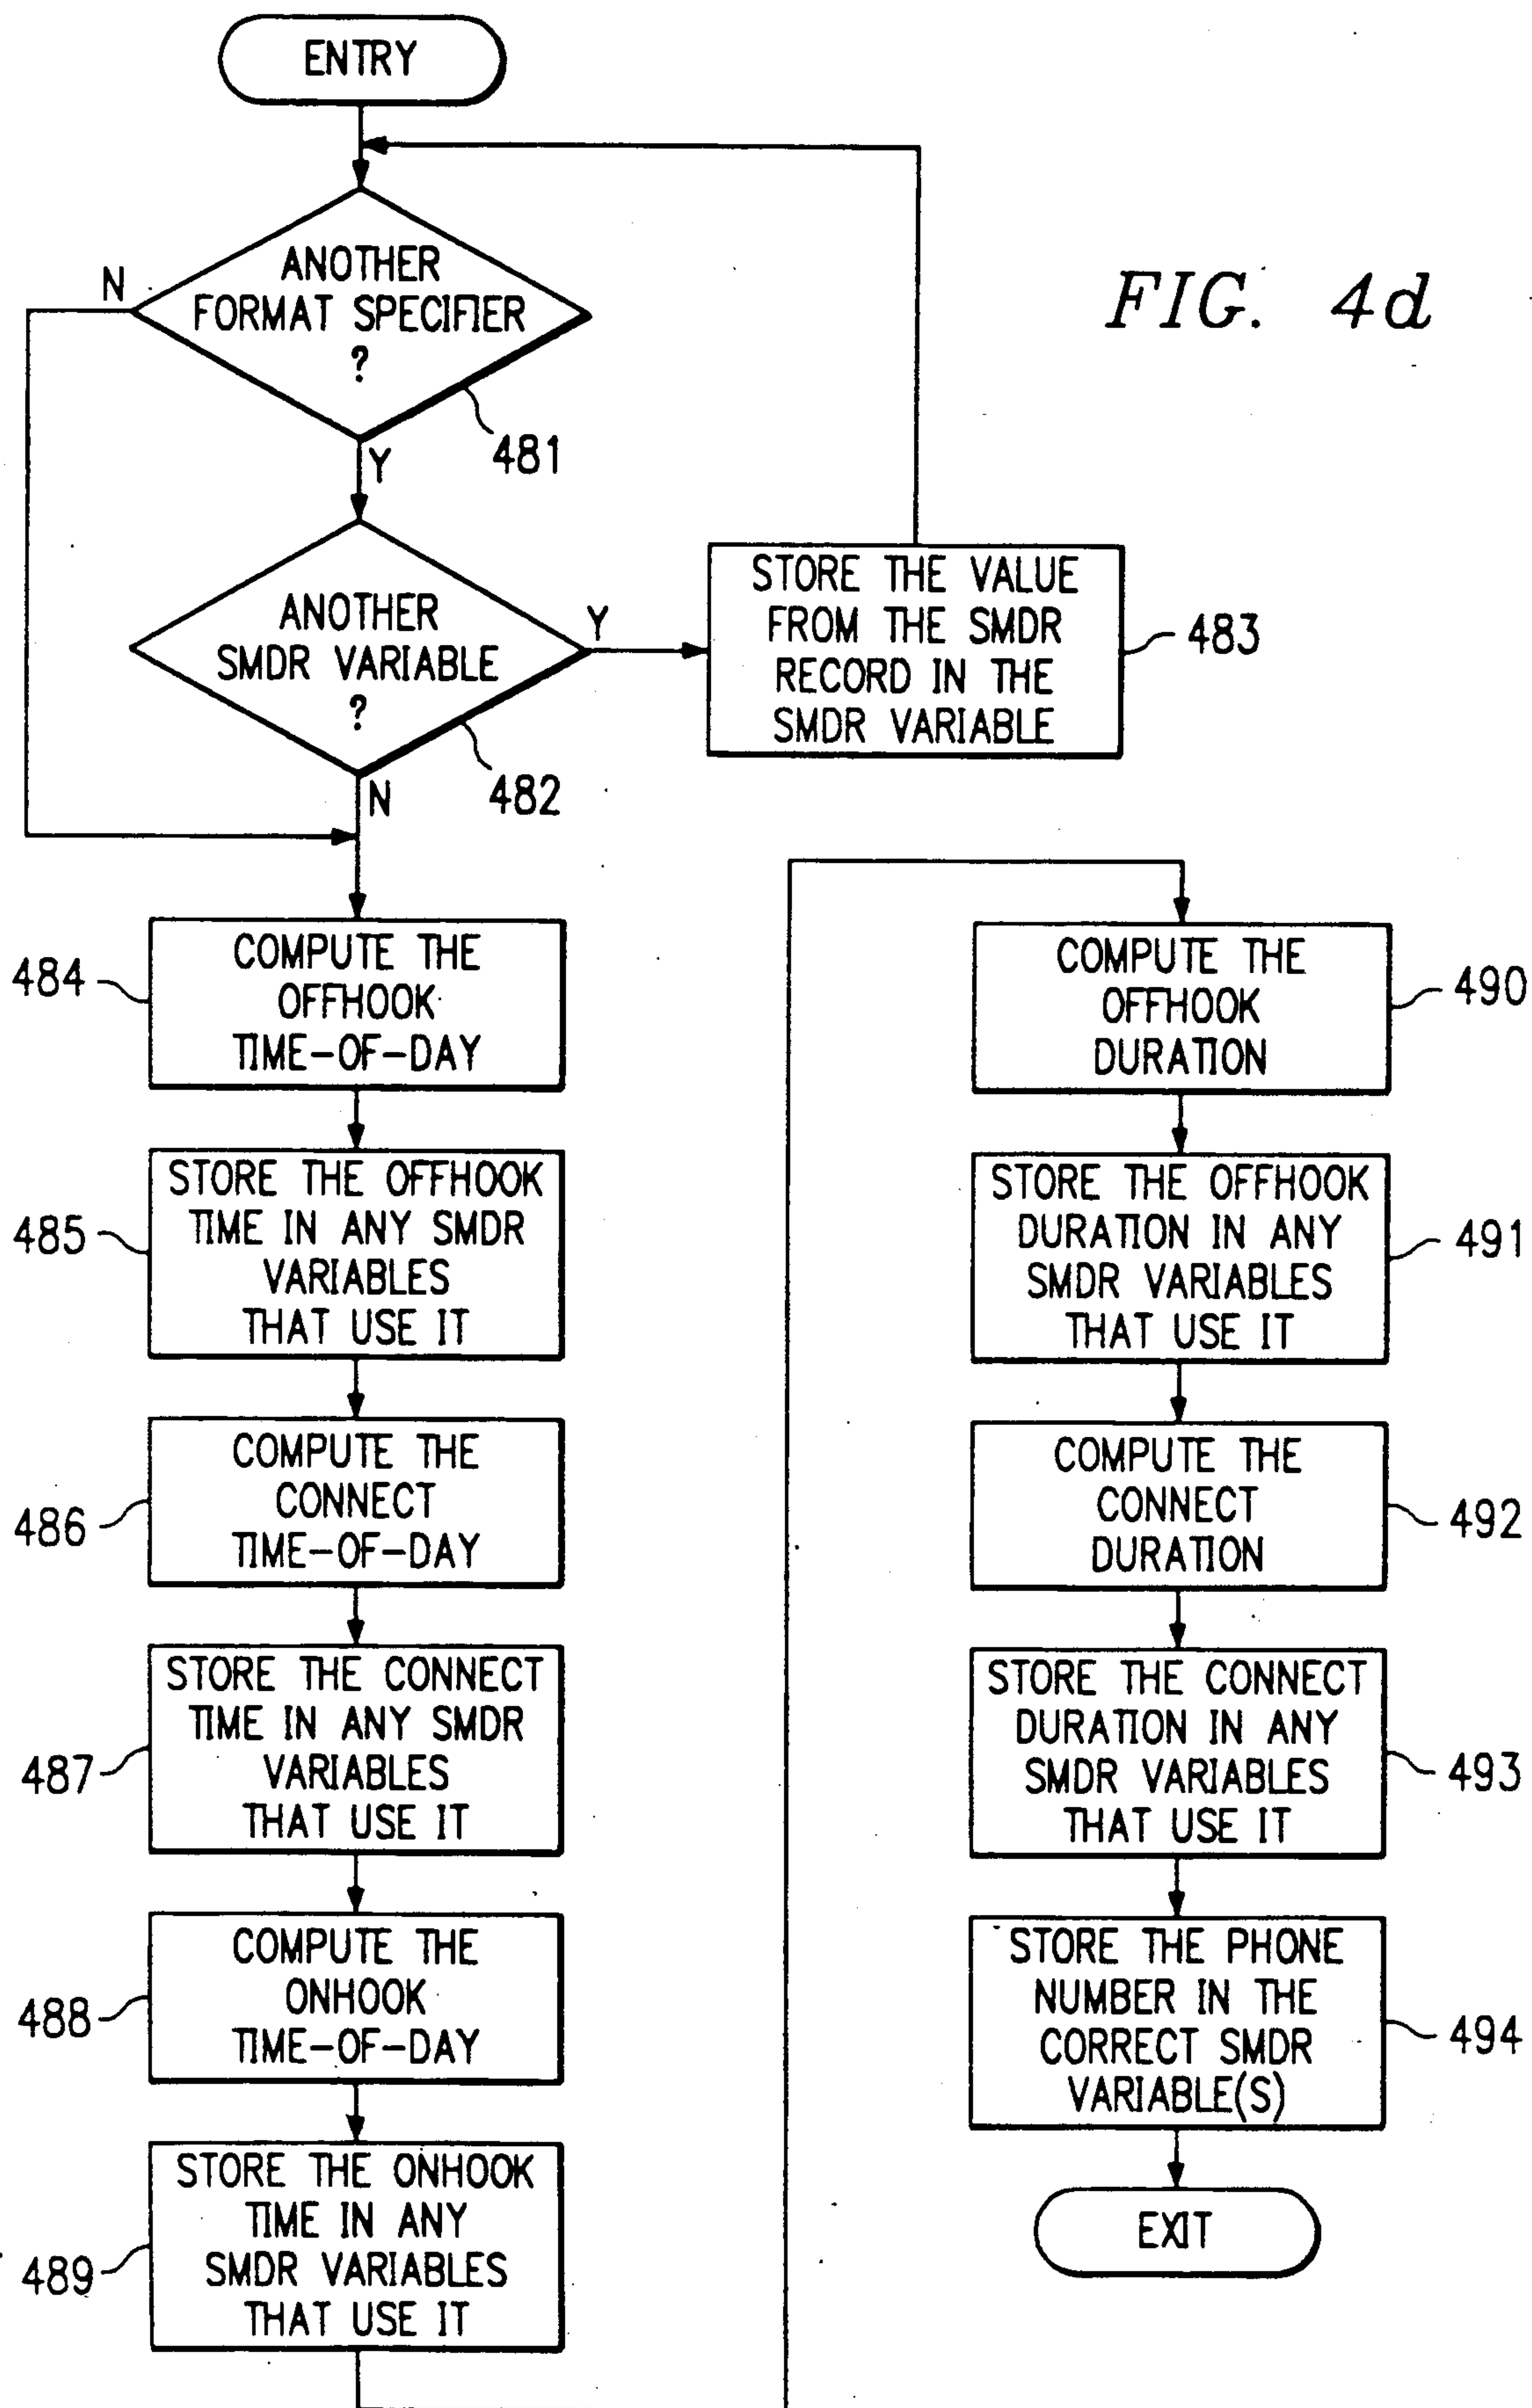 ENTRY
FIG. 4d
N
ANOTHER
FORMAT SPECIFIER
?
481
Y
ANOTHER
SMDR VARIABLE
?
482
Y
N
STORE THE VALUE
FROM THE SMDR
RECORD IN THE
SMDR VARIABLE
483
484
COMPUTE THE
OFFHOOK
TIME-OF-DAY
485
STORE THE OFFHOOK
TIME IN ANY SMDR
VARIABLES
THAT USE IT
486
COMPUTE THE
CONNECT
TIME-OF-DAY
487
STORE THE CONNECT
TIME IN ANY SMDR
VARIABLES
THAT USE IT
488
COMPUTE THE
ONHOOK
TIME-OF-DAY
489
STORE THE ONHOOK
TIME IN ANY
SMDR VARIABLES
THAT USE IT
COMPUTE THE
OFFHOOK
DURATION
490
STORE THE OFFHOOK
DURATION IN ANY
SMDR VARIABLES
THAT USE IT
491
COMPUTE THE
CONNECT
DURATION
492
STORE THE CONNECT
DURATION IN ANY
SMDR VARIABLES
THAT USE IT
493
STORE THE PHONE
NUMBER IN THE
CORRECT SMDR
VARIABLE(S)
494
EXIT